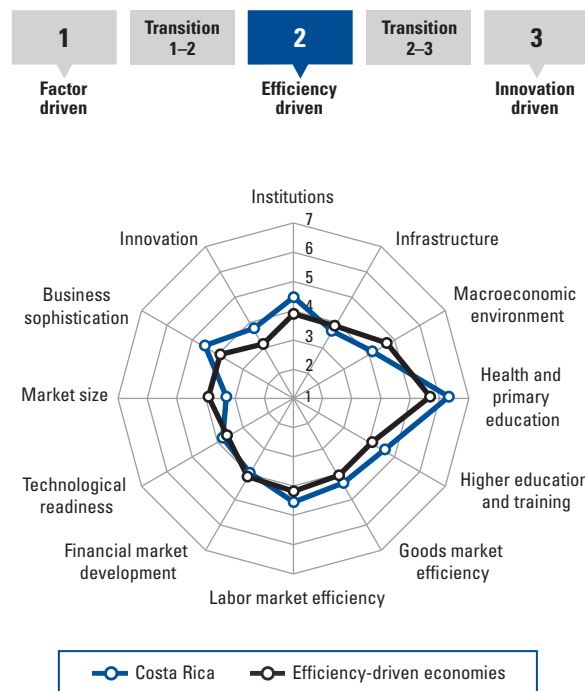 1
Transition
1–2
2
Transition
2–3
3
Factor
driven
Efficiency
driven
Innovation
driven
Institutions
7
6
5
4
3
2
1
Innovation
Infrastructure
Business
sophistication
Macroeconomic
environment
Market size
Health and
primary
education
Technological
readiness
Higher education
and training
Financial market
development
Goods market
efficiency
Labor market efficiency
Costa Rica
Efficiency-driven economies